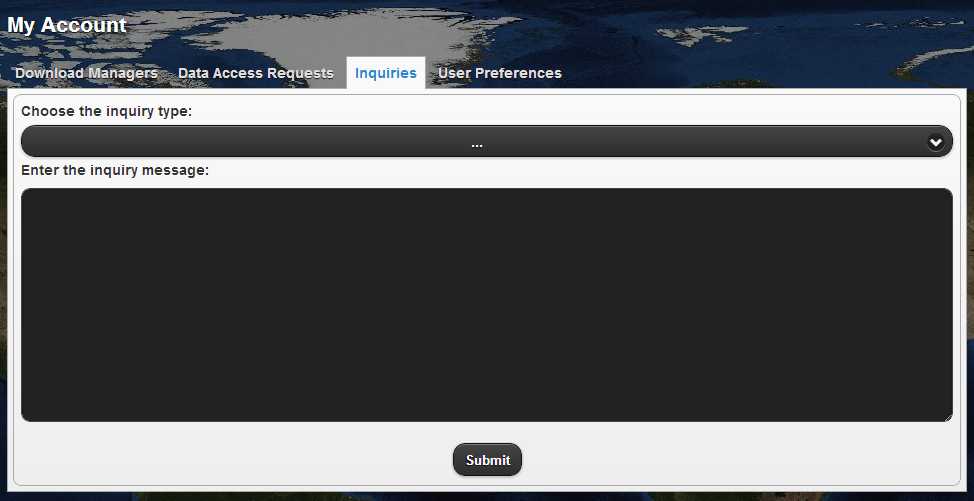 My Account
Download Managers Data Access Requests Inquiries User Preferences
Choose the inquiry type:
...
Enter the inquiry message:
Submit